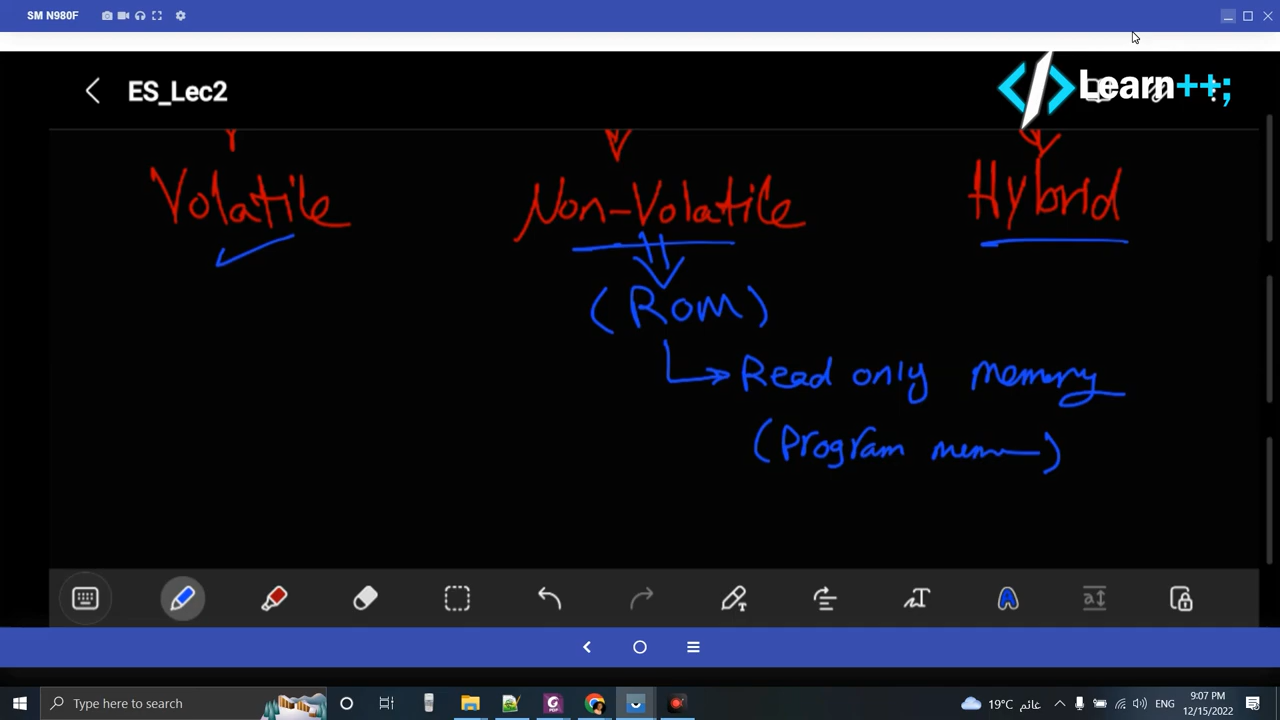 SM N980F
ES_Lec2
Learn++;
Volatile
Non-Volatile
Hybrid
(ROM)
Read only memory
(Program mem)
Type here to search
19°C غائم
ENG
9:07 PM
12/15/2022